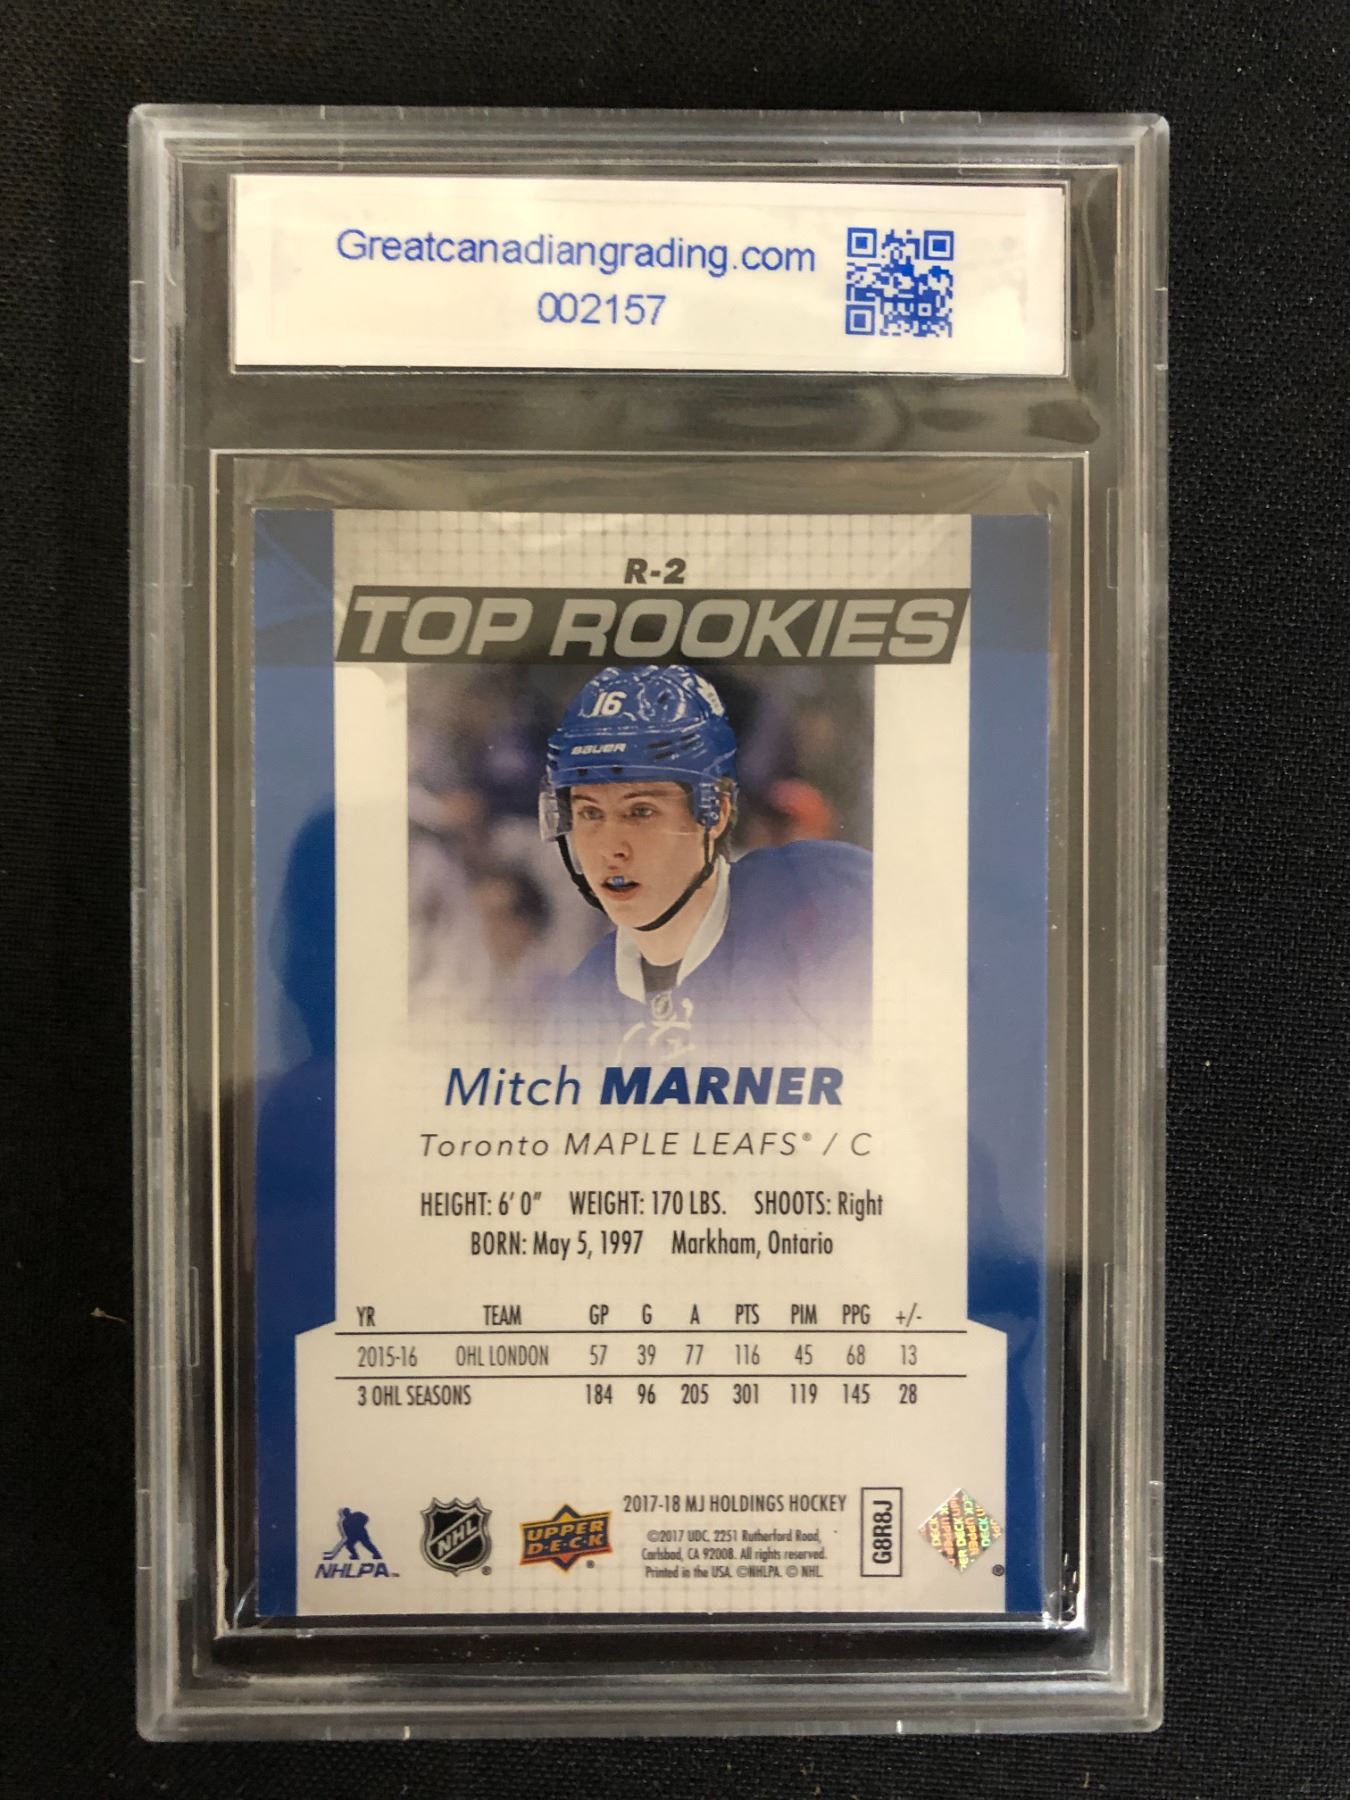 Greatcanadiangrading.com
002157
R-2
TOP ROOKIES
16
BAUER
Mitch MARNER
Toronto MAPLE LEAFS® / C
HEIGHT: 6' 0" WEIGHT: 170 LBS. SHOOTS: Right
BORN: May 5, 1997 Markham, Ontario
YR TEAM GP G A PTS PIM PPG +/-
2015-16 OHL LONDON 57 39 77 116 45 68 13
3 OHL SEASONS 184 96 205 301 119 145 28
NHLPA™
NHL ®
UPPER DECK ®
2017-18 MJ HOLDINGS HOCKEY
©2017 UDC. 2251 Rutherford Road,
Carlsbad, CA 92008. All rights reserved.
Printed in the USA. ©NHLPA. © NHL.
G8R8J
®